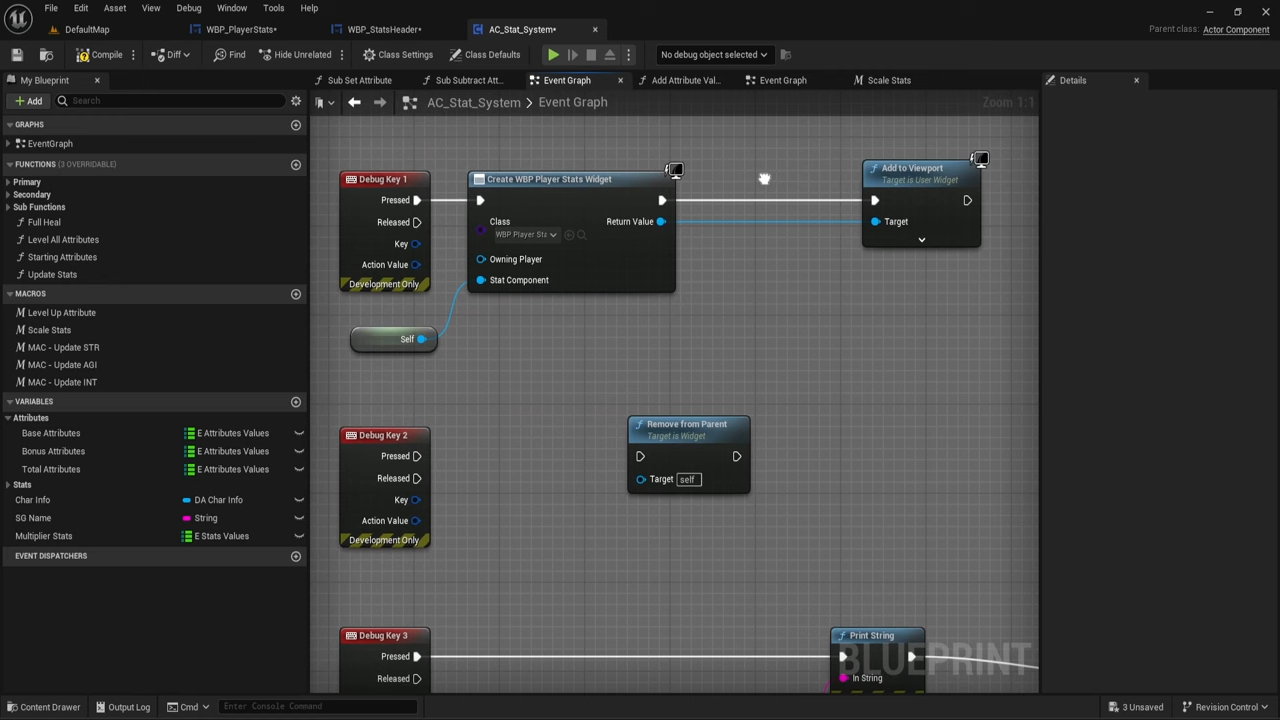 File Edit Asset View Debug Window Tools Help
DefaultMap
WBP_PlayerStats*
WBP_StatsHeader*
AC_Stat_System*
Parent class: Actor Component
Compile
Diff
Find
Hide Unrelated
Class Settings
Class Defaults
No debug object selected
My Blueprint
Sub Set Attribute
Sub Subtract Att...
Event Graph
Add Attribute Val...
Event Graph
Scale Stats
Details
Add
Search
AC_Stat_System > Event Graph
Zoom 1:1
GRAPHS
EventGraph
FUNCTIONS (3 OVERRIDABLE)
Primary
Secondary
Sub Functions
Full Heal
Level All Attributes
Starting Attributes
Update Stats
MACROS
Level Up Attribute
Scale Stats
MAC - Update STR
MAC - Update AGI
MAC - Update INT
VARIABLES
Attributes
Base Attributes E Attributes Values
Bonus Attributes E Attributes Values
Total Attributes E Attributes Values
Stats
Char Info DA Char Info
SG Name String
Multiplier Stats E Stats Values
EVENT DISPATCHERS
Debug Key 1
Pressed
Released
Key
Action Value
Development Only
Create WBP Player Stats Widget
Class
Return Value
WBP Player Sta
Owning Player
Stat Component
Add to Viewport
Target is User Widget
Target
Self
Debug Key 2
Pressed
Released
Key
Action Value
Development Only
Remove from Parent
Target is Widget
Target self
Debug Key 3
Pressed
Released
Print String
In String
BLUEPRINT
Content Drawer
Output Log
Cmd
Enter Console Command
3 Unsaved
Revision Control